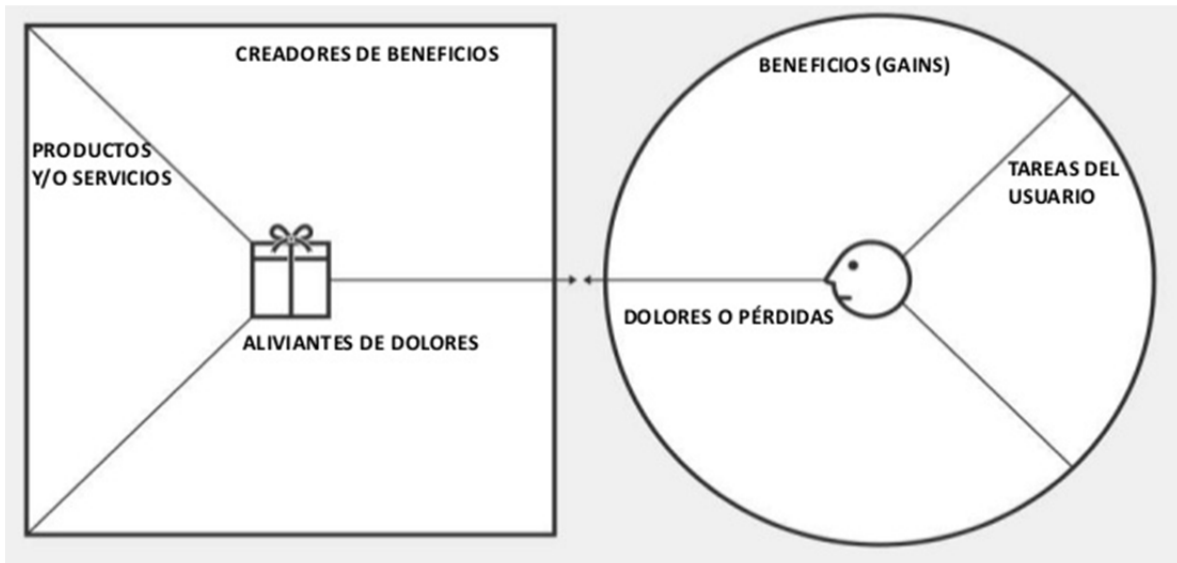 CREADORES DE BENEFICIOS
PRODUCTOS
Y/O SERVICIOS
ALIVIANTES DE DOLORES
BENEFICIOS (GAINS)
TAREAS DEL
USUARIO
DOLORES O PÉRDIDAS